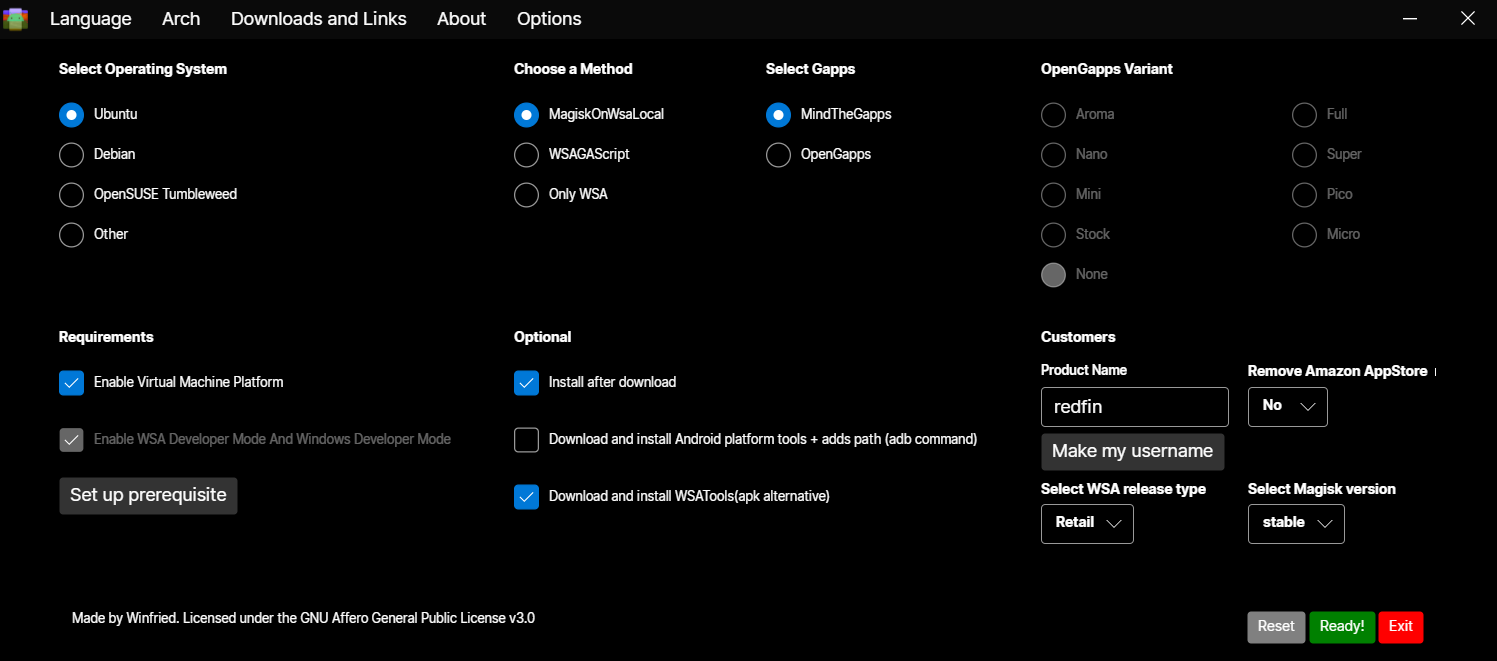 Language Arch Downloads and Links About Options
Select Operating System
Ubuntu
Debian
OpenSUSE Tumbleweed
Other
Choose a Method
MagiskOnWsaLocal
WSAGAScript
Only WSA
Select Gapps
MindTheGapps
OpenGapps
OpenGapps Variant
Aroma
Nano
Mini
Stock
None
Full
Super
Pico
Micro
Requirements
Enable Virtual Machine Platform
Enable WSA Developer Mode And Windows Developer Mode
Set up prerequisite
Optional
Install after download
Download and install Android platform tools + adds path (adb command)
Download and install WSATools(apk alternative)
Customers
Product Name
redfin
Make my username
Remove Amazon AppStore
No
Select WSA release type
Retail
Select Magisk version
stable
Made by Winfried. Licensed under the GNU Affero General Public License v3.0
Reset
Ready!
Exit